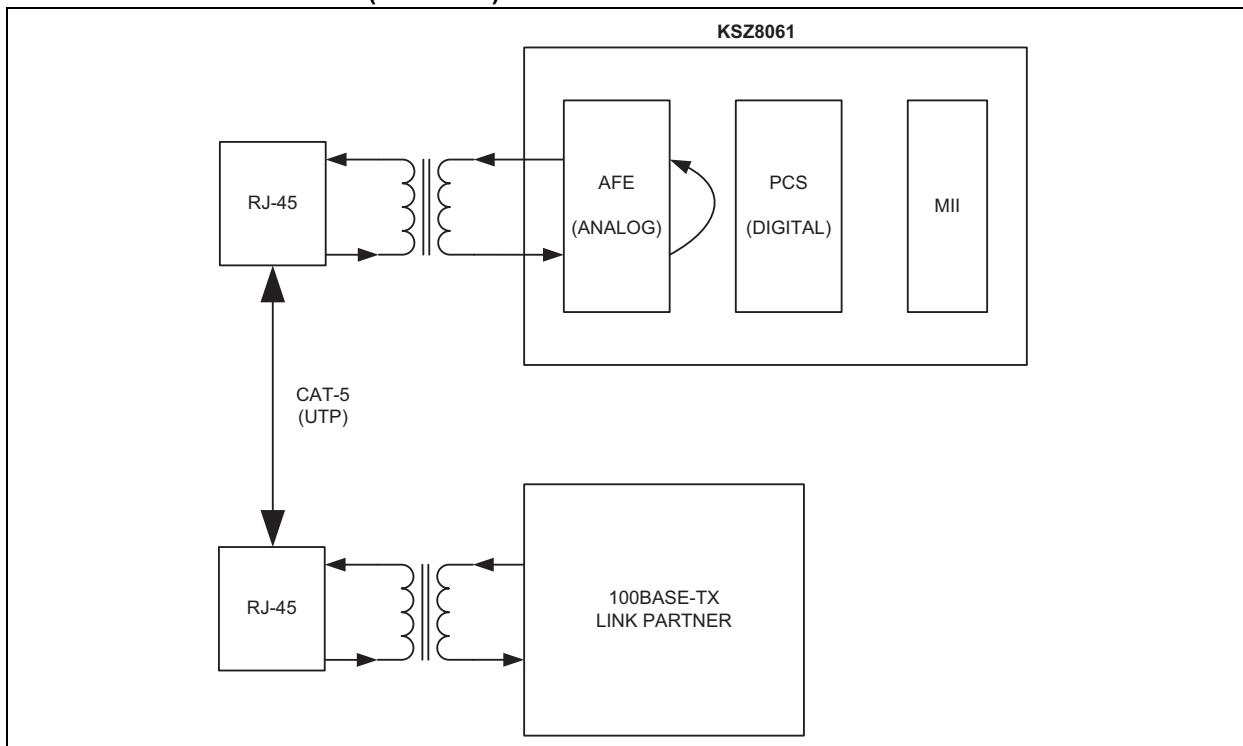 KSZ8061
AFE
(ANALOG)
PCS
(DIGITAL)
MII
RJ-45
CAT-5
(UTP)
RJ-45
100BASE-TX
LINK PARTNER